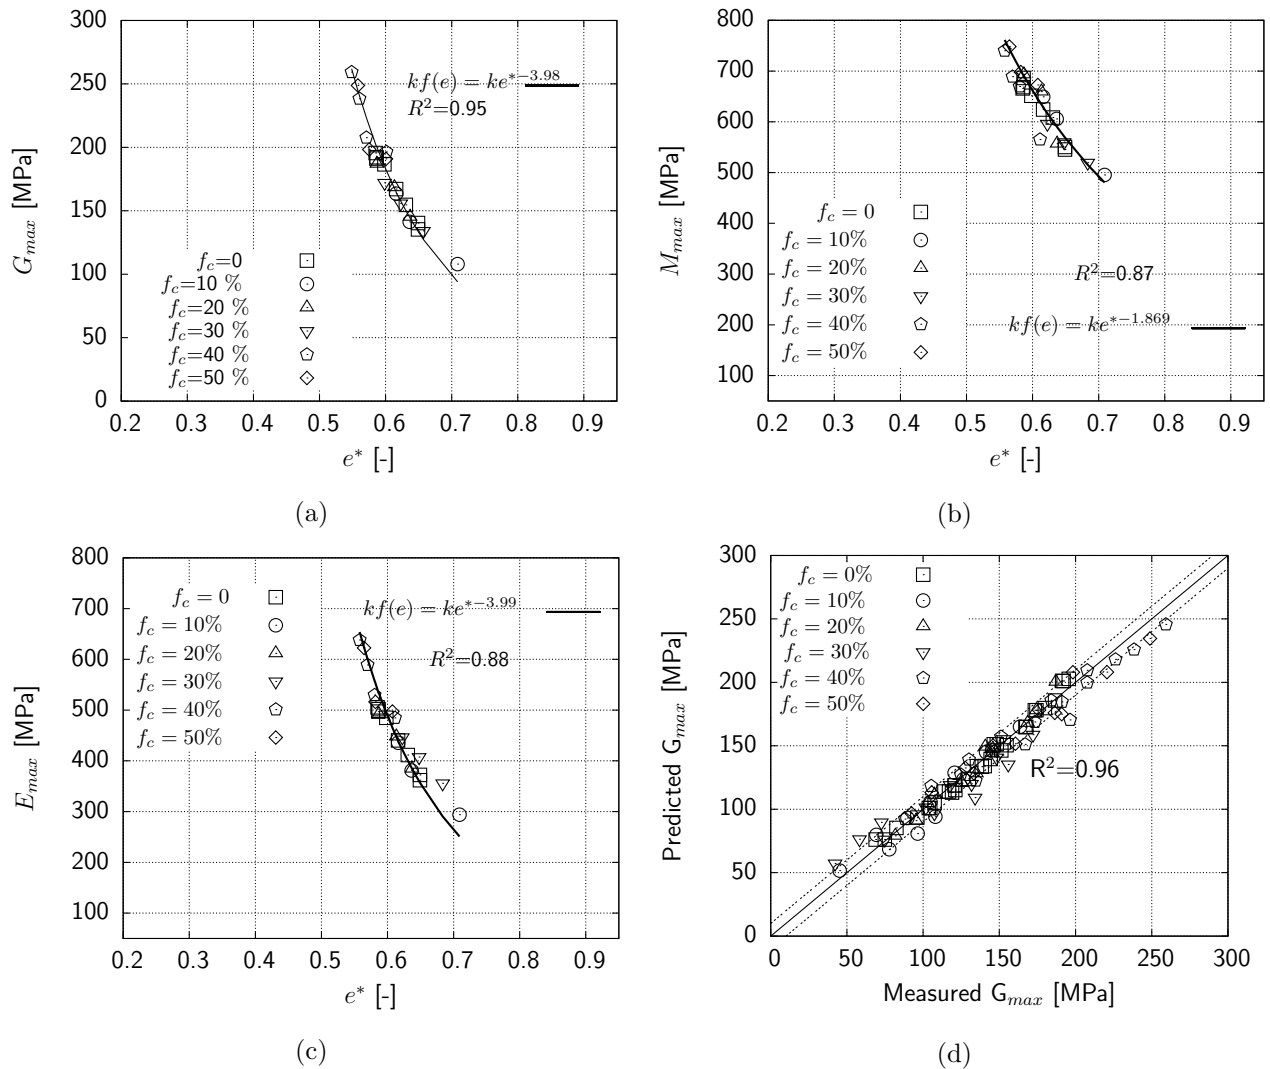 300
250
200
150
100
50
0
0.2 0.3 0.4 0.5 0.6 0.7 0.8 0.9
G_max [MPa]
e* [-]
kf(e) = ke*^−3.98
R²=0.95
f_c=0
f_c=10 %
f_c=20 %
f_c=30 %
f_c=40 %
f_c=50 %
(a)
800
700
600
500
400
300
200
100
0.2 0.3 0.4 0.5 0.6 0.7 0.8 0.9
M_max [MPa]
e* [-]
f_c = 0
f_c = 10%
f_c = 20%
f_c = 30%
f_c = 40%
f_c = 50%
R²=0.87
kf(e) = ke*^−1.869
(b)
800
700
600
500
400
300
200
100
0.2 0.3 0.4 0.5 0.6 0.7 0.8 0.9
E_max [MPa]
e* [-]
f_c = 0
f_c = 10%
f_c = 20%
f_c = 30%
f_c = 40%
f_c = 50%
kf(e) = ke*^−3.99
R²=0.88
(c)
300
250
200
150
100
50
0
0 50 100 150 200 250 300
Predicted G_max [MPa]
Measured G_max [MPa]
f_c = 0%
f_c = 10%
f_c = 20%
f_c = 30%
f_c = 40%
f_c = 50%
R²=0.96
(d)